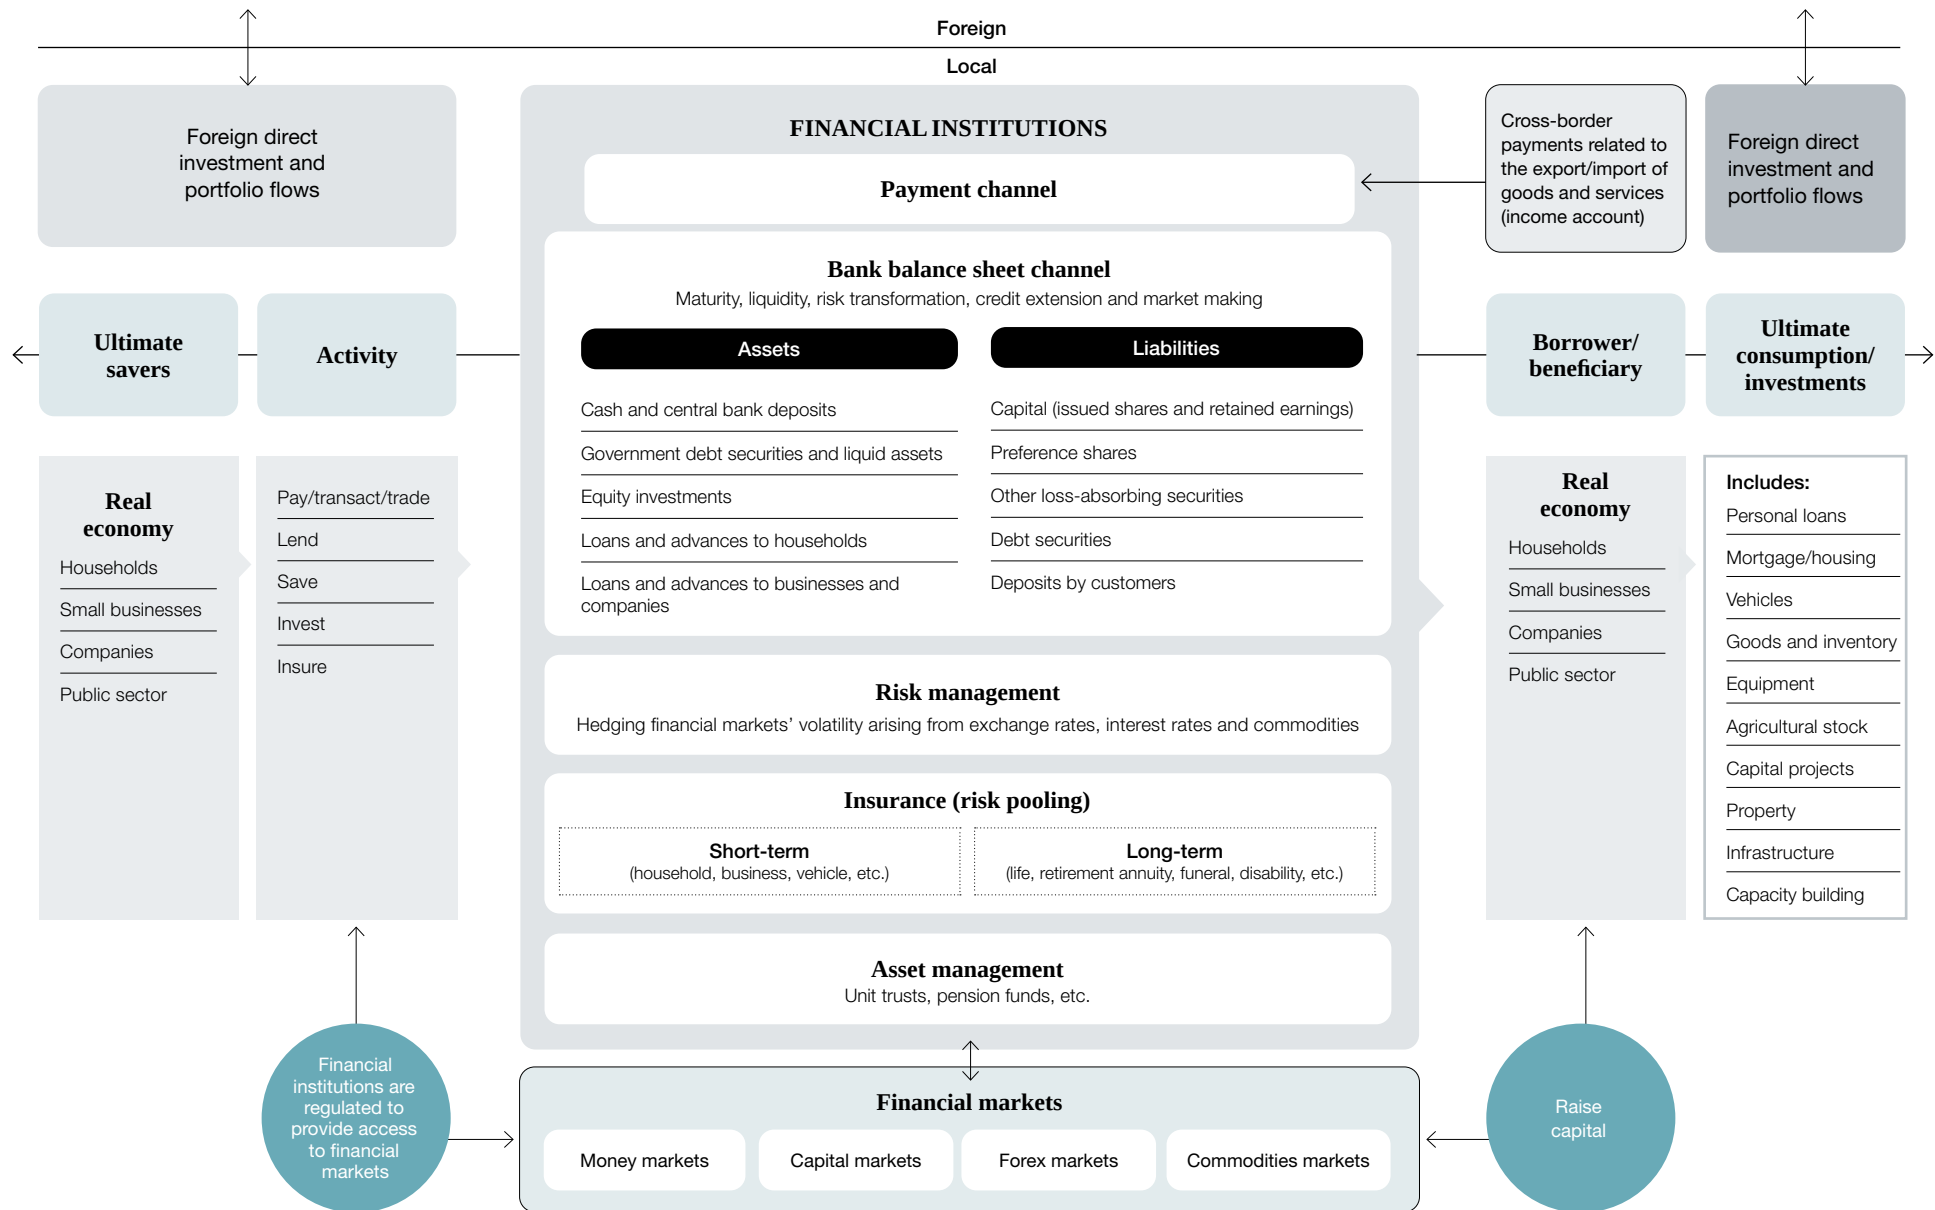 Foreign
Local
Foreign direct
investment and
portfolio flows
FINANCIAL INSTITUTIONS
Payment channel
Cross-border
payments related to
the export/import of
goods and services
(income account)
Foreign direct
investment and
portfolio flows
Bank balance sheet channel
Maturity, liquidity, risk transformation, credit extension and market making
Ultimate
savers
Activity
Assets
Liabilities
Borrower/
beneficiary
Ultimate
consumption/
investments
Real
economy
Households
Small businesses
Companies
Public sector
Pay/transact/trade
Lend
Save
Invest
Insure
Cash and central bank deposits
Government debt securities and liquid assets
Equity investments
Loans and advances to households
Loans and advances to businesses and
companies
Capital (issued shares and retained earnings)
Preference shares
Other loss-absorbing securities
Debt securities
Deposits by customers
Risk management
Hedging financial markets’ volatility arising from exchange rates, interest rates and commodities
Insurance (risk pooling)
Short-term
(household, business, vehicle, etc.)
Long-term
(life, retirement annuity, funeral, disability, etc.)
Asset management
Unit trusts, pension funds, etc.
Real
economy
Households
Small businesses
Companies
Public sector
Includes:
Personal loans
Mortgage/housing
Vehicles
Goods and inventory
Equipment
Agricultural stock
Capital projects
Property
Infrastructure
Capacity building
Financial
institutions are
regulated to
provide access
to financial
markets
Financial markets
Money markets
Capital markets
Forex markets
Commodities markets
Raise
capital